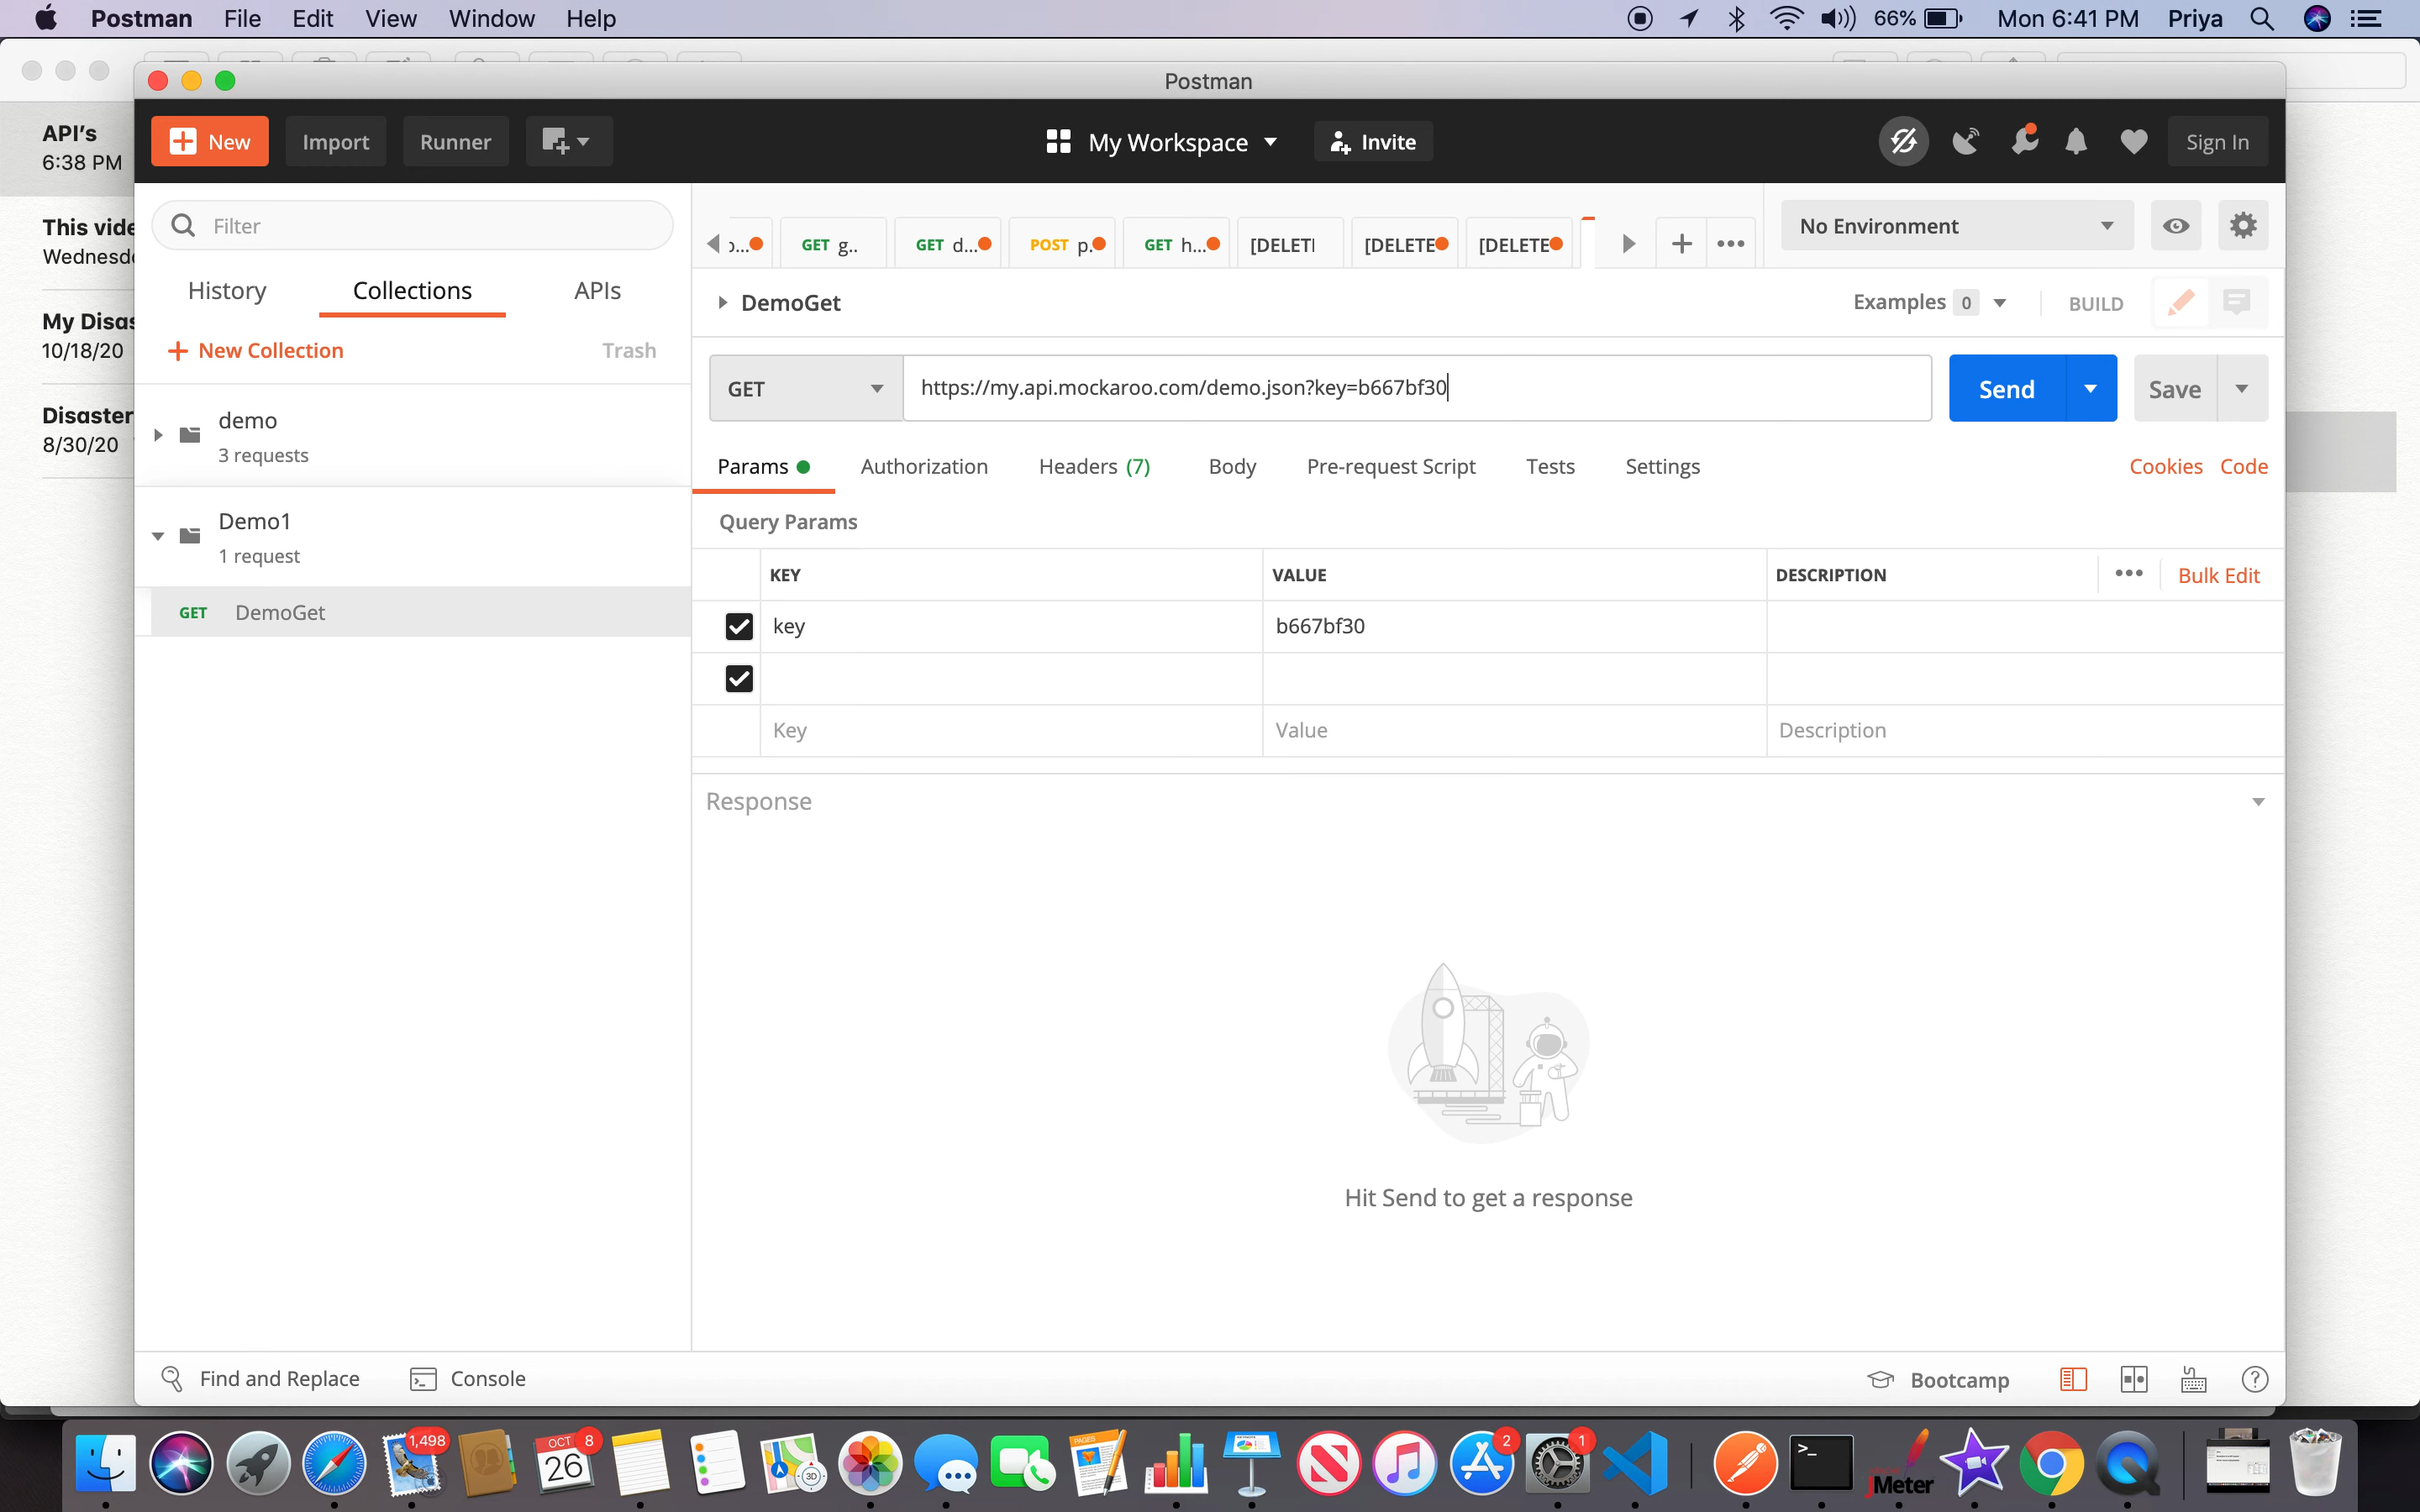 Postman File Edit View Window Help 66% Mon 6:41 PM Priya
Postman
API's
6:38 PM
This vide
Wednesd
My Disas
10/18/20
Disaster
8/30/20
New Import Runner My Workspace Invite Sign In
Filter
History Collections APIs
New Collection Trash
demo
3 requests
Demo1
1 request
GET DemoGet
GET g.. GET d... POST p. GET h... [DELETI [DELETE [DELETE
No Environment
DemoGet Examples 0 BUILD
GET https://my.api.mockaroo.com/demo.json?key=b667bf30 Send Save
Params Authorization Headers (7) Body Pre-request Script Tests Settings Cookies Code
Query Params
KEY VALUE DESCRIPTION Bulk Edit
key b667bf30
Key Value Description
Response
Hit Send to get a response
Find and Replace Console Bootcamp
1,498 OCT 8 26 PAGES 3D 2 1 >_ JMeter